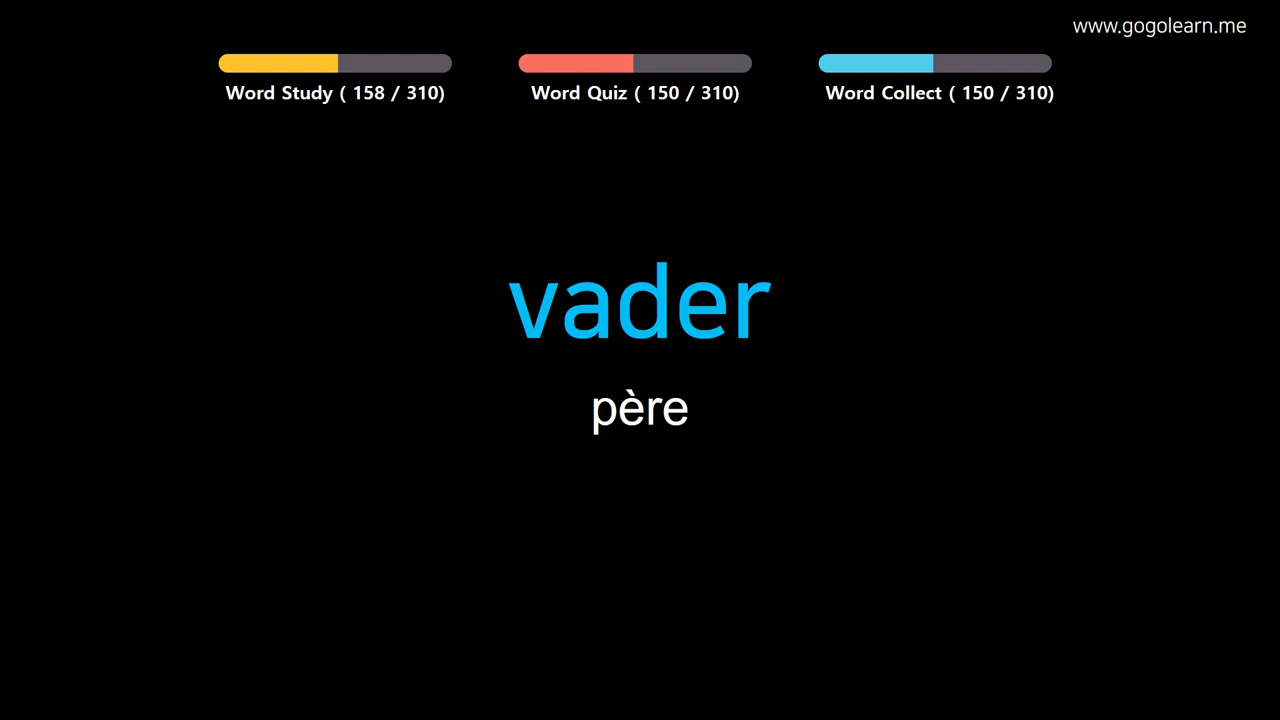 www.gogolearn.me
Word Study ( 158 / 310)
Word Quiz ( 150 / 310)
Word Collect ( 150 / 310)
vader
père